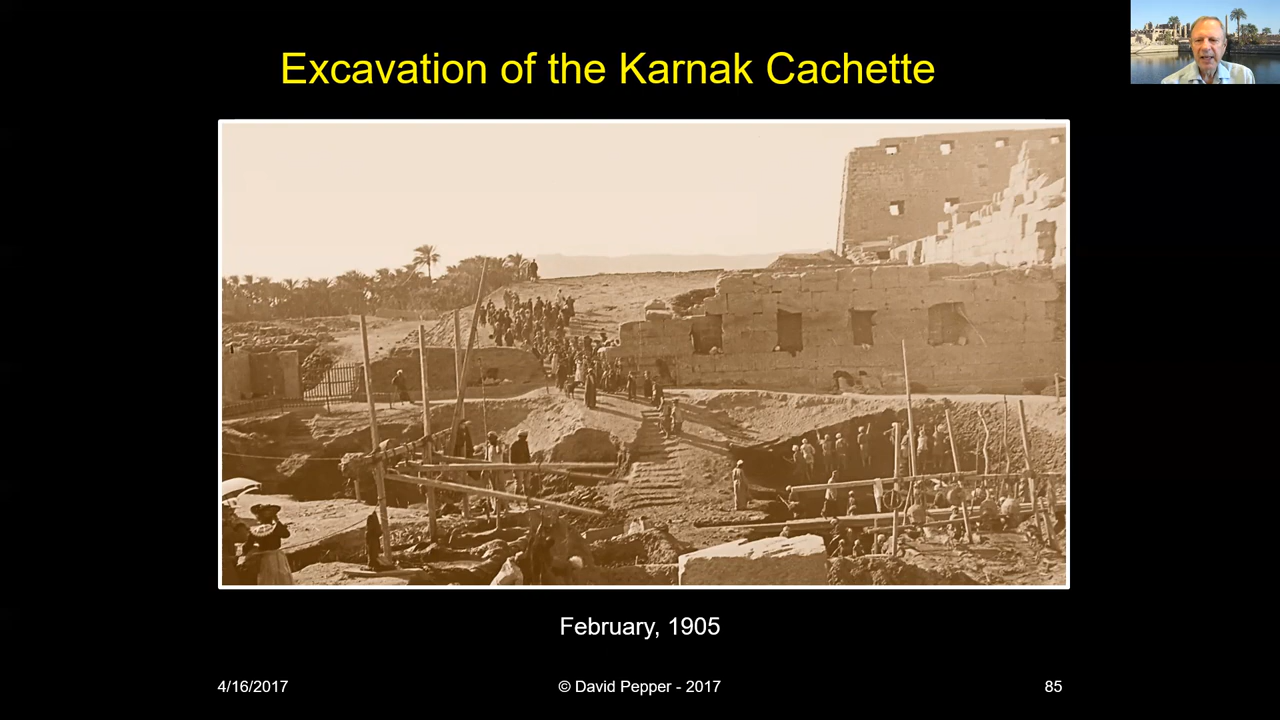 Excavation of the Karnak Cachette
February, 1905
4/16/2017
© David Pepper - 2017
85